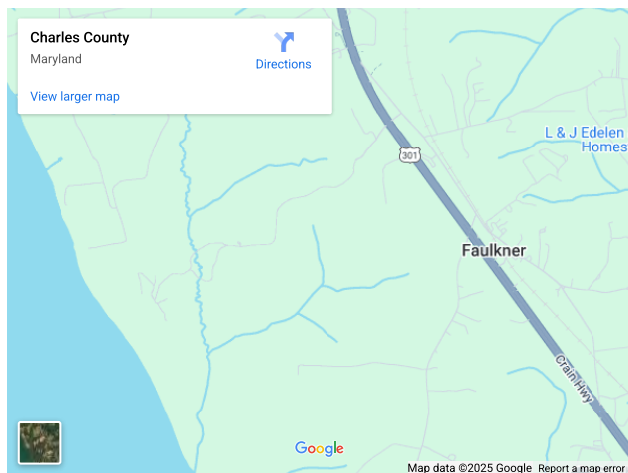 Charles County
Maryland
Directions
View larger map
301
L & J Edelen
Homes
Faulkner
Crain Hwy
Google
Map data ©2025 Google
Report a map error